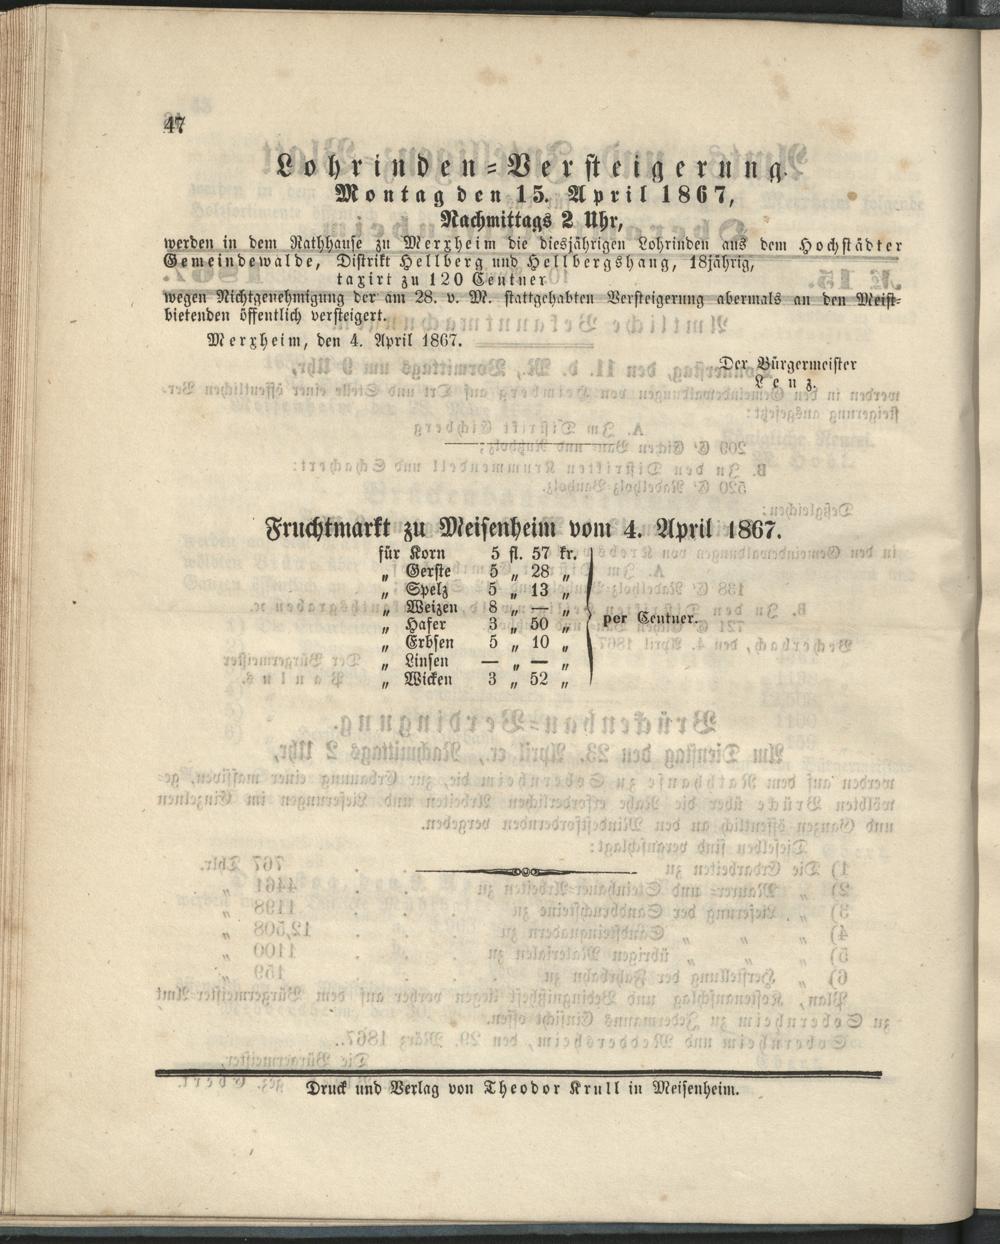 47
Lohrinden-Versteigerung
Montag den 15. April 1867,
Nachmittags 2 Uhr,
werden in dem Rathhause zu Merxheim die diesjährigen Lohrinden aus dem Hochstädter
Gemeindewalde, Distrikt Hellberg und Hellbergshang, 18jährig,
taxirt zu 120 Centner
wegen Nichtgenehmigung der am 28. v. M. stattgehabten Versteigerung abermals an den Meist-
bietenden öffentlich versteigert.
Merxheim, den 4. April 1867.
Der Bürgermeister
Lenz.
Fruchtmarkt zu Meisenheim vom 4. April 1867.
für Korn 5 fl. 57 kr.
„ Gerste 5 „ 28 „
„ Spelz 5 „ 13 „
„ Weizen 8 „ — „
„ Hafer 3 „ 50 „ per Centner.
„ Erbsen 5 „ 10 „
„ Linsen — „ — „
„ Wicken 3 „ 52 „
Druck und Verlag von Theodor Krull in Meisenheim.